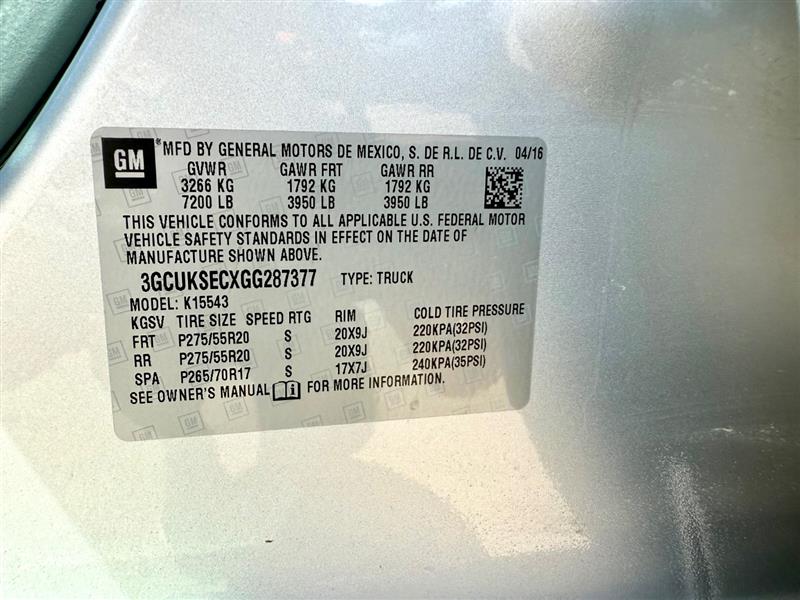 GM *MFD BY GENERAL MOTORS DE MEXICO, S. DE R.L. DE C.V. 04/16
GVWR GAWR FRT GAWR RR
3266 KG 1792 KG 1792 KG
7200 LB 3950 LB 3950 LB
THIS VEHICLE CONFORMS TO ALL APPLICABLE U.S. FEDERAL MOTOR
VEHICLE SAFETY STANDARDS IN EFFECT ON THE DATE OF
MANUFACTURE SHOWN ABOVE.
3GCUKSECXGG287377 TYPE: TRUCK
MODEL: K15543
KGSV TIRE SIZE SPEED RTG RIM COLD TIRE PRESSURE
FRT P275/55R20 S 20X9J 220KPA(32PSI)
RR P275/55R20 S 20X9J 220KPA(32PSI)
SPA P265/70R17 S 17X7J 240KPA(35PSI)
SEE OWNER'S MANUAL FOR MORE INFORMATION.